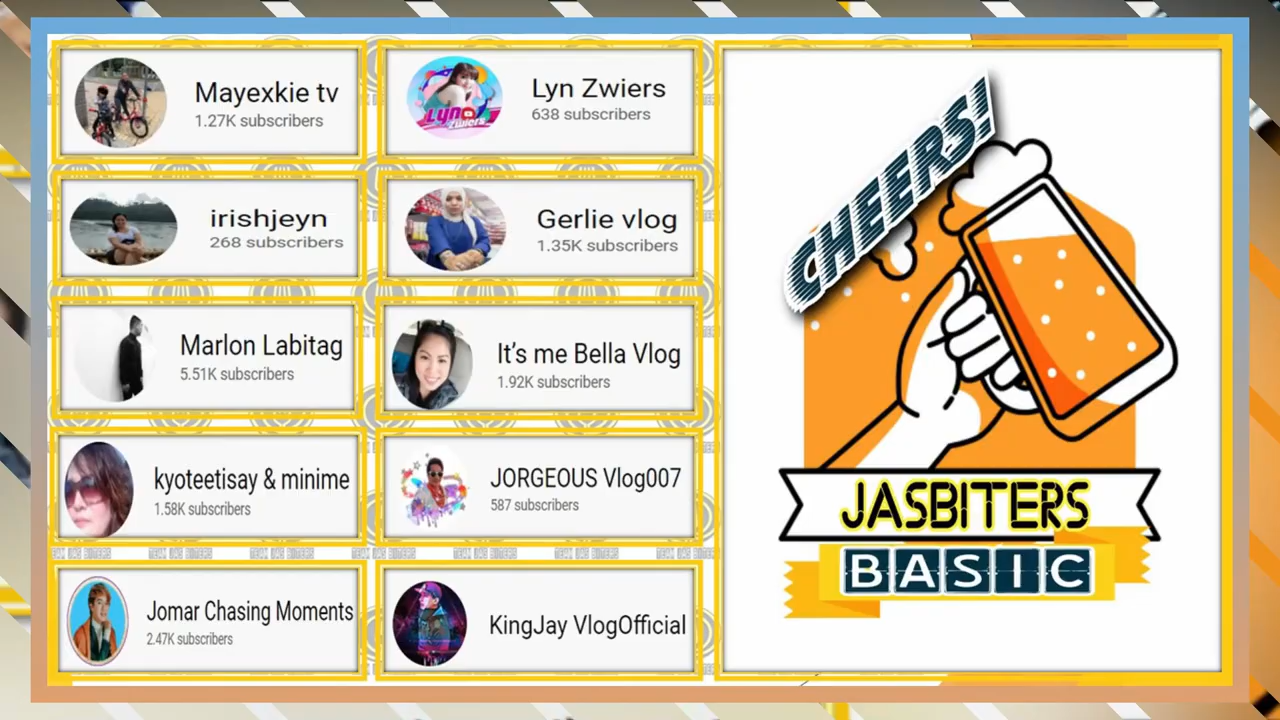 Mayexkie tv
1.27K subscribers
Lyn Zwiers
638 subscribers
irishjeyn
268 subscribers
Gerlie vlog
1.35K subscribers
Marlon Labitag
5.51K subscribers
It's me Bella Vlog
1.92K subscribers
kyoteetisay & minime
1.58K subscribers
JORGEOUS Vlog007
587 subscribers
Jomar Chasing Moments
2.47K subscribers
KingJay VlogOfficial
CHEERS!
JASBITERS
BASIC
LYN
Zwiers